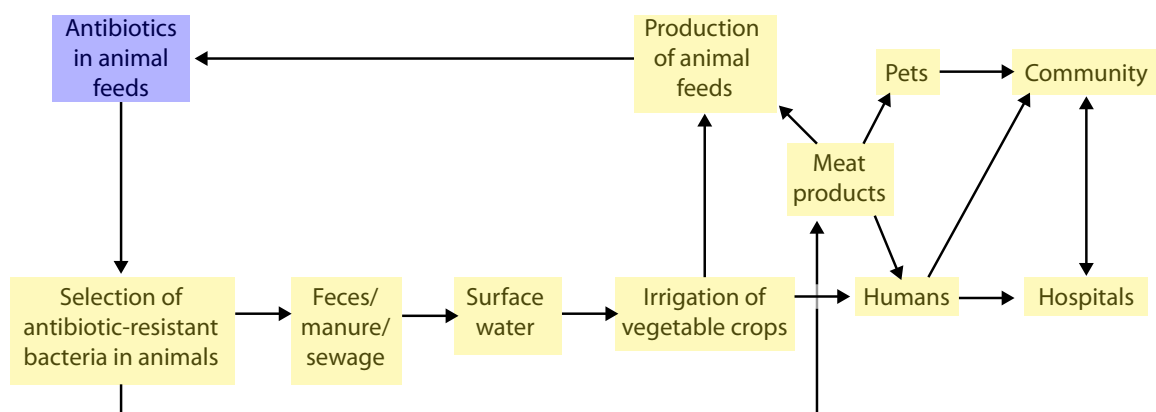 Antibiotics
in animal
feeds
Production
of animal
feeds
Pets
Community
Meat
products
Selection of
antibiotic-resistant
bacteria in animals
Feces/
manure/
sewage
Surface
water
Irrigation of
vegetable crops
Humans
Hospitals